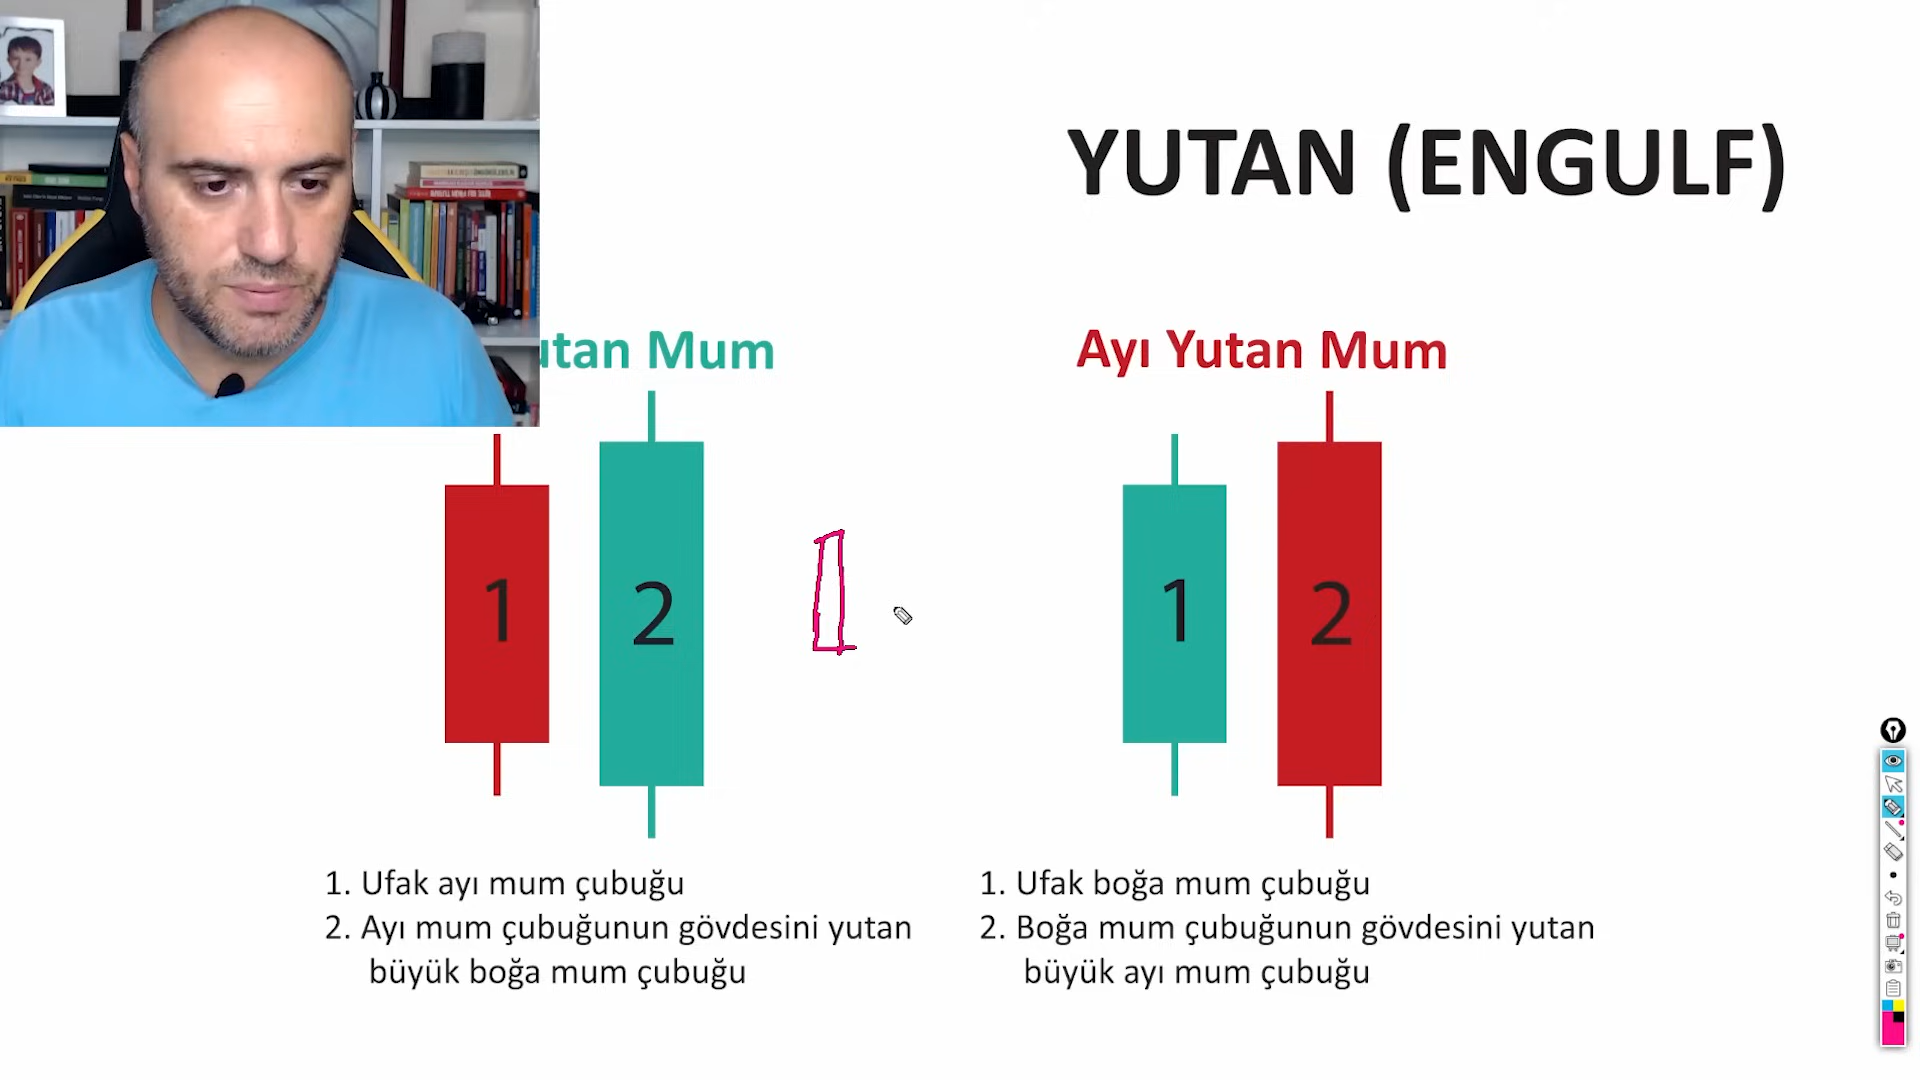 YUTAN (ENGULF)
utan Mum
Ayı Yutan Mum
1
2
1
2
1. Ufak ayı mum çubuğu
2. Ayı mum çubuğunun gövdesini yutan
büyük boğa mum çubuğu
1. Ufak boğa mum çubuğu
2. Boğa mum çubuğunun gövdesini yutan
büyük ayı mum çubuğu